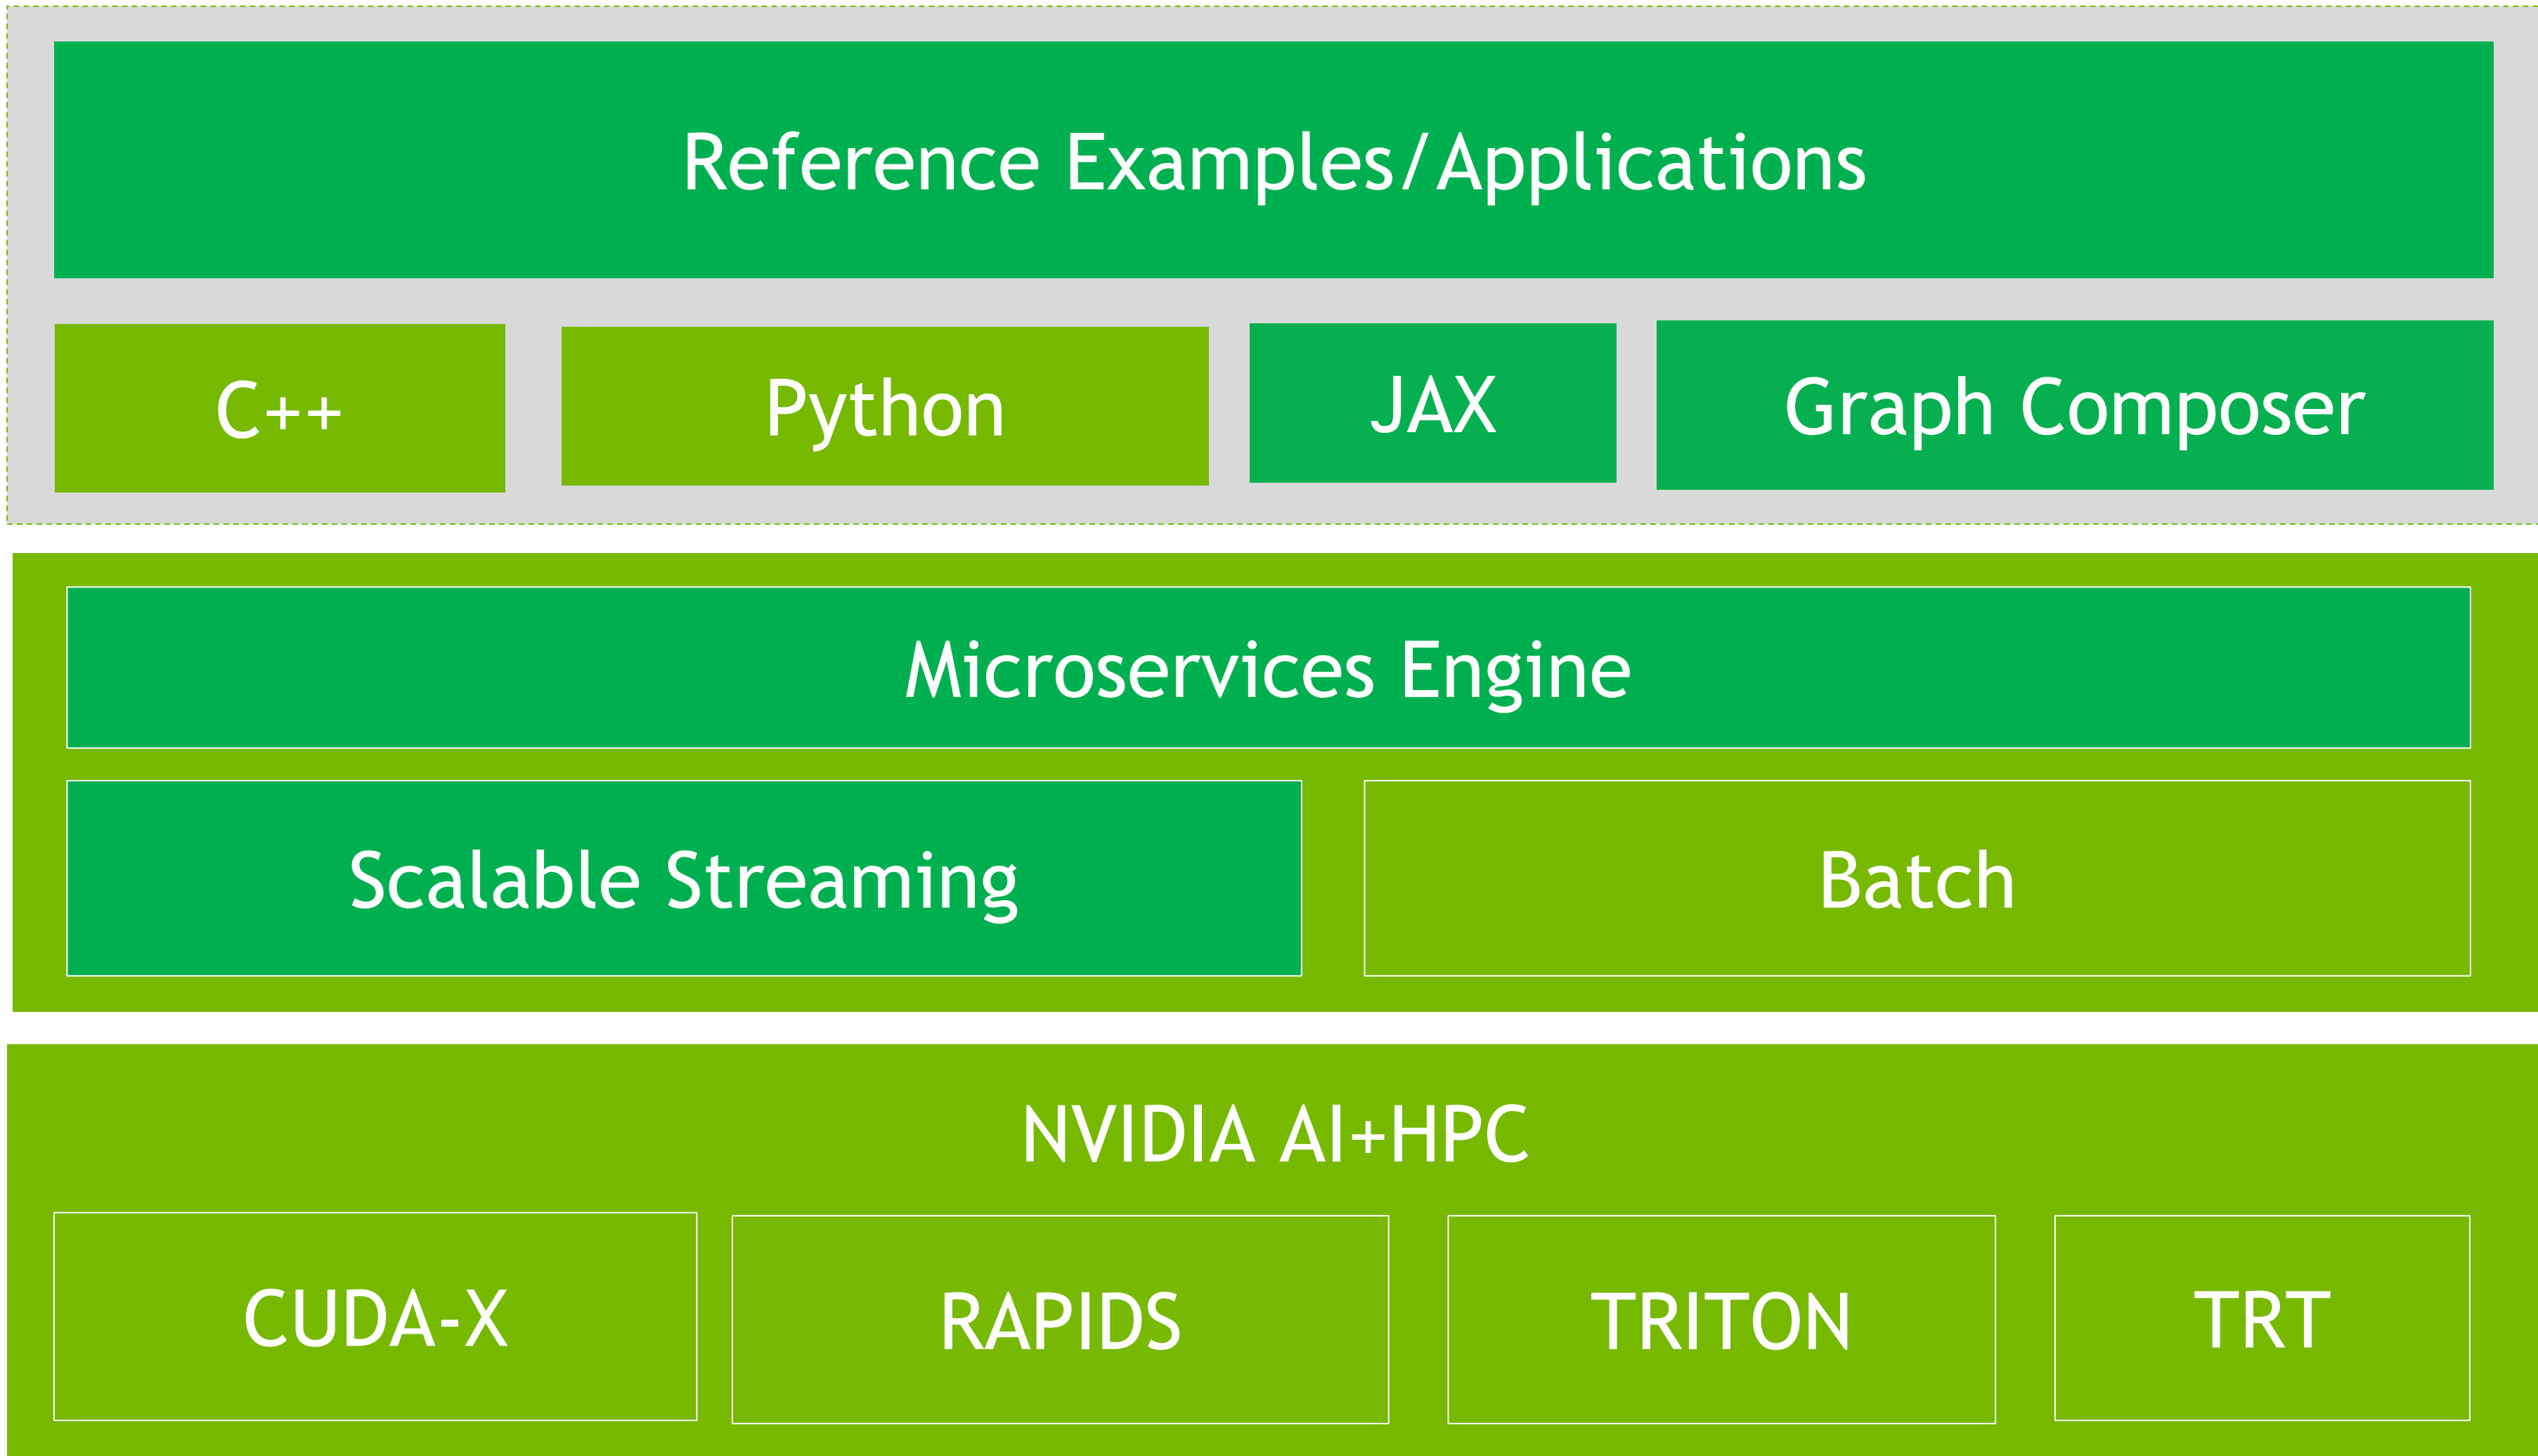 Reference Examples/Applications
C++
Python
JAX
Graph Composer
Microservices Engine
Scalable Streaming
Batch
NVIDIA AI+HPC
CUDA-X
RAPIDS
TRITON
TRT